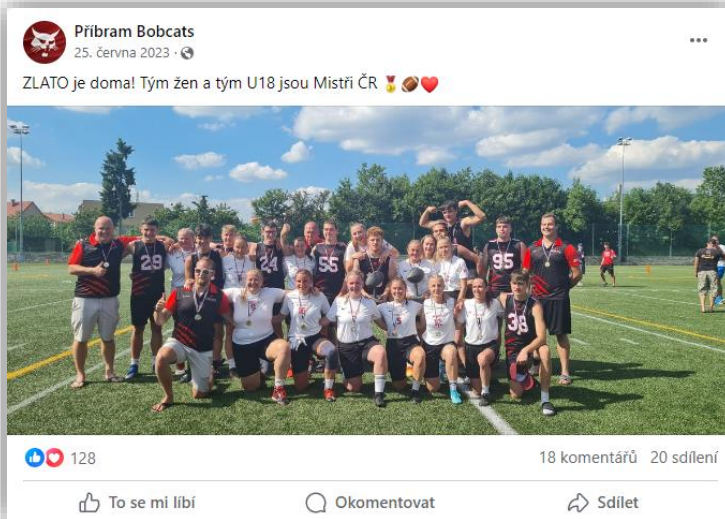 Příbram Bobcats
25. června 2023 ·
ZLATO je doma! Tým žen a tým U18 jsou Mistři ČR 🏅🏈❤️
29
24
55
95
38
128
18 komentářů 20 sdílení
To se mi líbí
Okomentovat
Sdílet